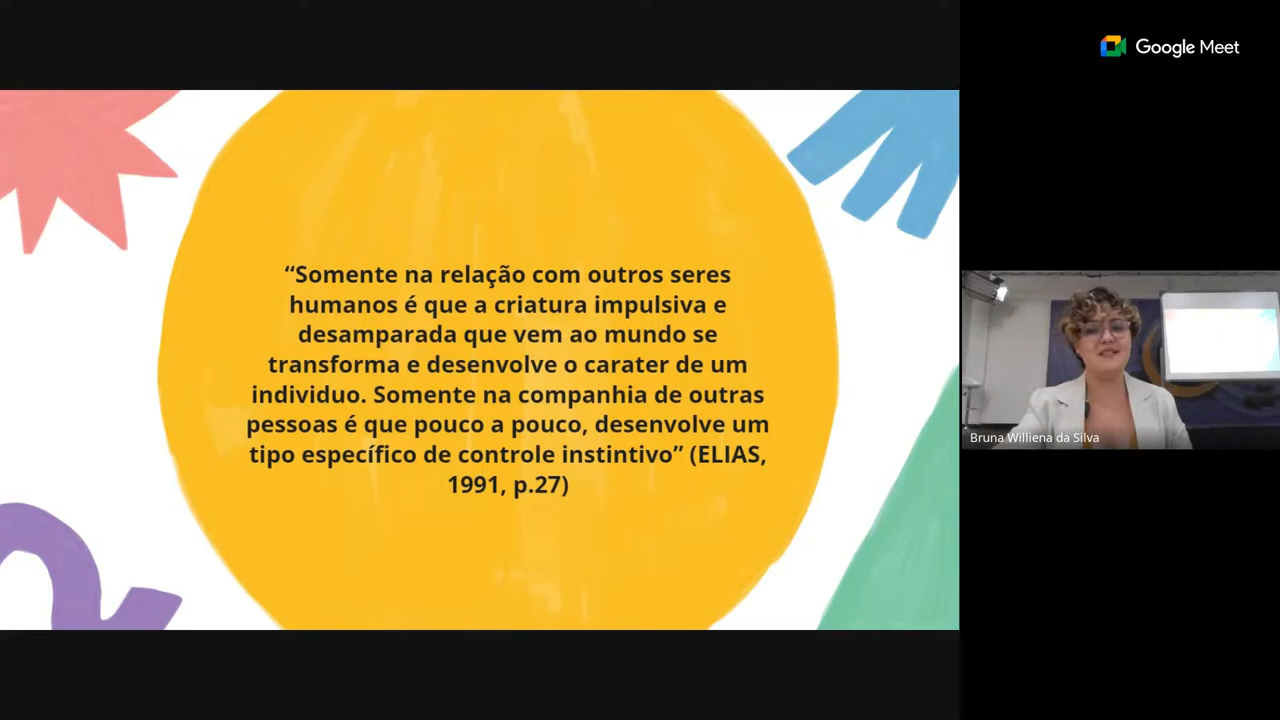 Google Meet
“Somente na relação com outros seres
humanos é que a criatura impulsiva e
desamparada que vem ao mundo se
transforma e desenvolve o carater de um
individuo. Somente na companhia de outras
pessoas é que pouco a pouco, desenvolve um
tipo específico de controle instintivo” (ELIAS,
1991, p.27)
Bruna Williena da Silva